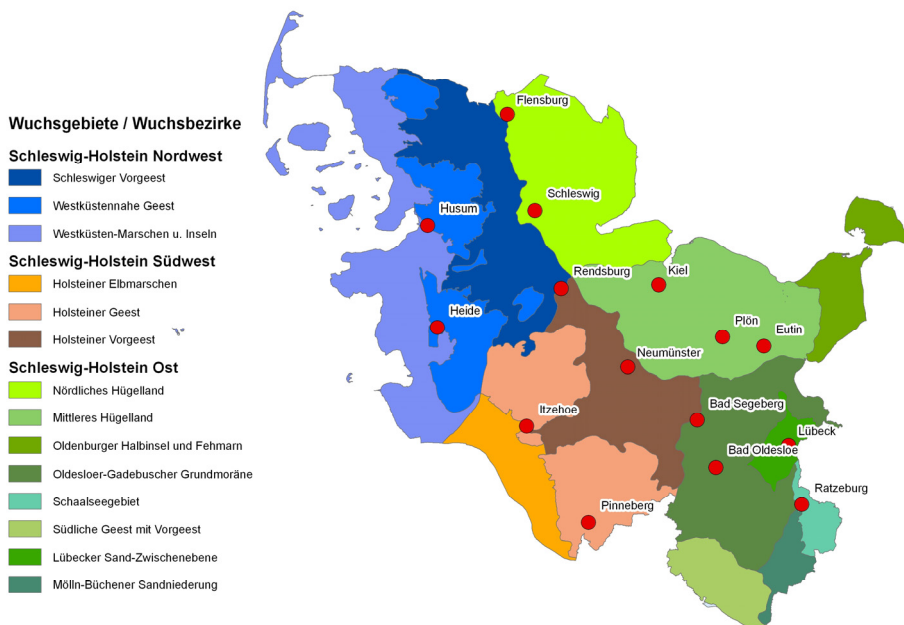 Wuchsgebiete / Wuchsbezirke
Schleswig-Holstein Nordwest
Schleswiger Vorgeest
Westküstennahe Geest
Westküsten-Marschen u. Inseln
Schleswig-Holstein Südwest
Holsteiner Elbmarschen
Holsteiner Geest
Holsteiner Vorgeest
Schleswig-Holstein Ost
Nördliches Hügelland
Mittleres Hügelland
Oldenburger Halbinsel und Fehmarn
Oldesloer-Gadebuscher Grundmoräne
Schaalseegebiet
Südliche Geest mit Vorgeest
Lübecker Sand-Zwischenebene
Mölln-Büchener Sandniederung
Flensburg
Schleswig
Husum
Rendsburg
Kiel
Heide
Plön
Eutin
Neumünster
Itzehoe
Bad Segeberg
Lübeck
Bad Oldesloe
Ratzeburg
Pinneberg